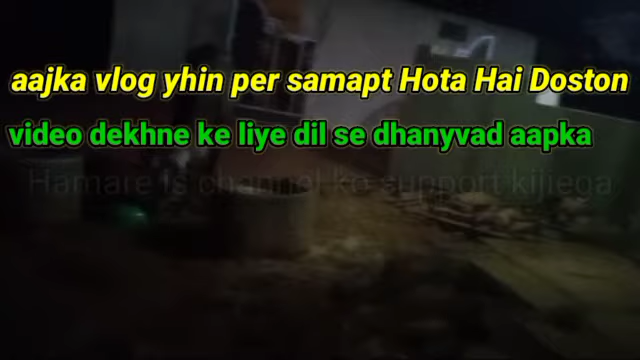 aajka vlog yhin per samapt Hota Hai Doston
video dekhne ke liye dil se dhanyvad aapka
Hamare is channel ko support kijiega